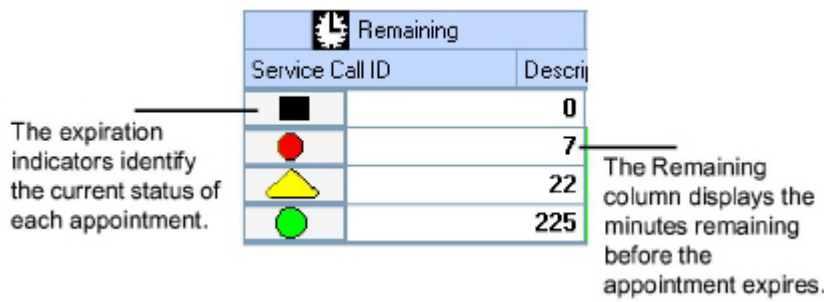 Remaining
Service Call ID Descrip
0
7
22
225
The expiration
indicators identify
the current status of
each appointment.
The Remaining
column displays the
minutes remaining
before the
appointment expires.